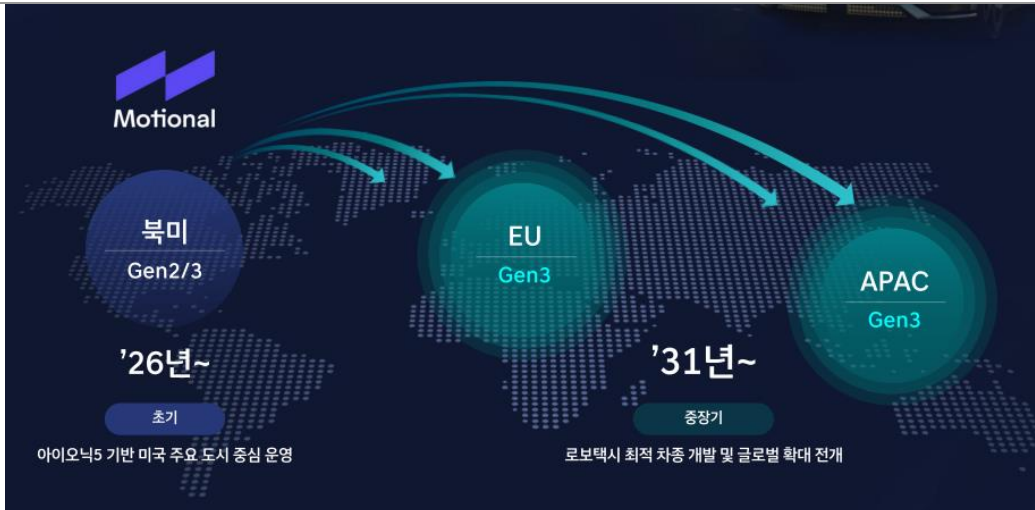 Motional
북미
Gen2/3
EU
Gen3
APAC
Gen3
’26년~
초기
아이오닉5 기반 미국 주요 도시 중심 운영
’31년~
중장기
로보택시 최적 차종 개발 및 글로벌 확대 전개